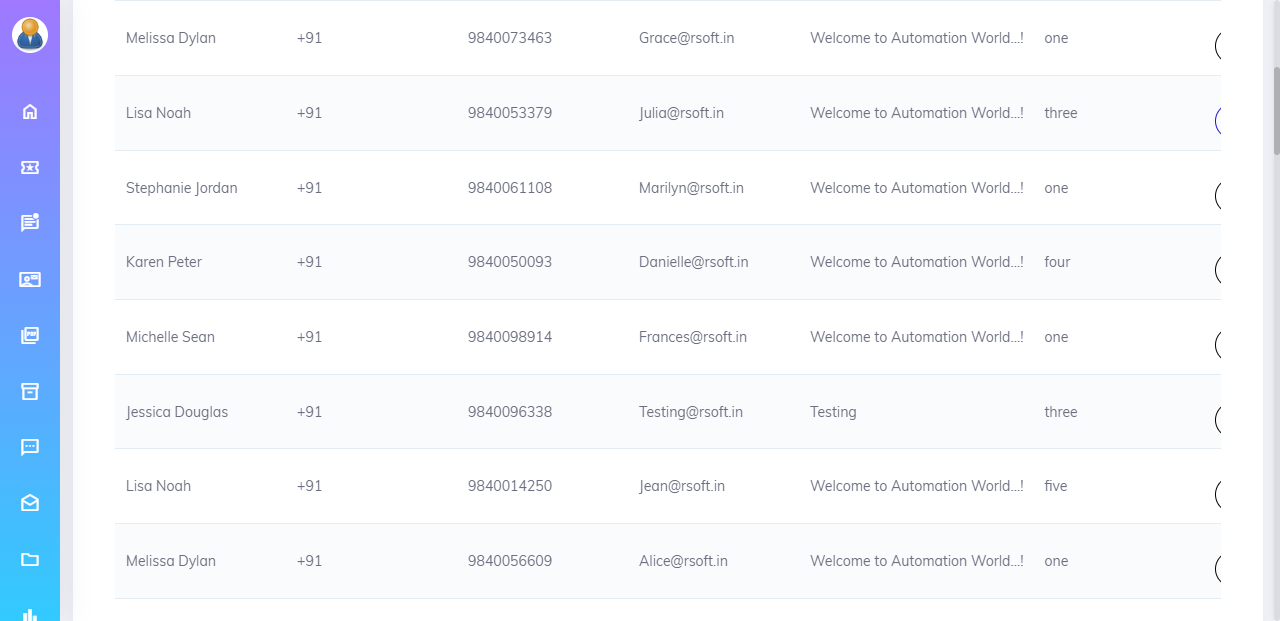 Melissa Dylan +91 9840073463 Grace@rsoft.in Welcome to Automation World...! one
Lisa Noah +91 9840053379 Julia@rsoft.in Welcome to Automation World...! three
Stephanie Jordan +91 9840061108 Marilyn@rsoft.in Welcome to Automation World...! one
Karen Peter +91 9840050093 Danielle@rsoft.in Welcome to Automation World...! four
Michelle Sean +91 9840098914 Frances@rsoft.in Welcome to Automation World...! one
Jessica Douglas +91 9840096338 Testing@rsoft.in Testing three
Lisa Noah +91 9840014250 Jean@rsoft.in Welcome to Automation World...! five
Melissa Dylan +91 9840056609 Alice@rsoft.in Welcome to Automation World...! one